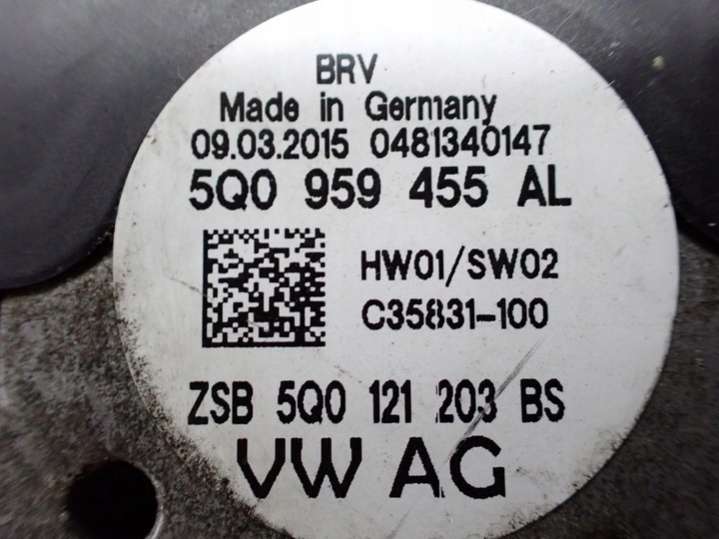 BRV
Made in Germany
09.03.2015 0481340147
5Q0 959 455 AL
HW01/SW02
C35831-100
ZSB 5Q0 121 203 BS
VW AG